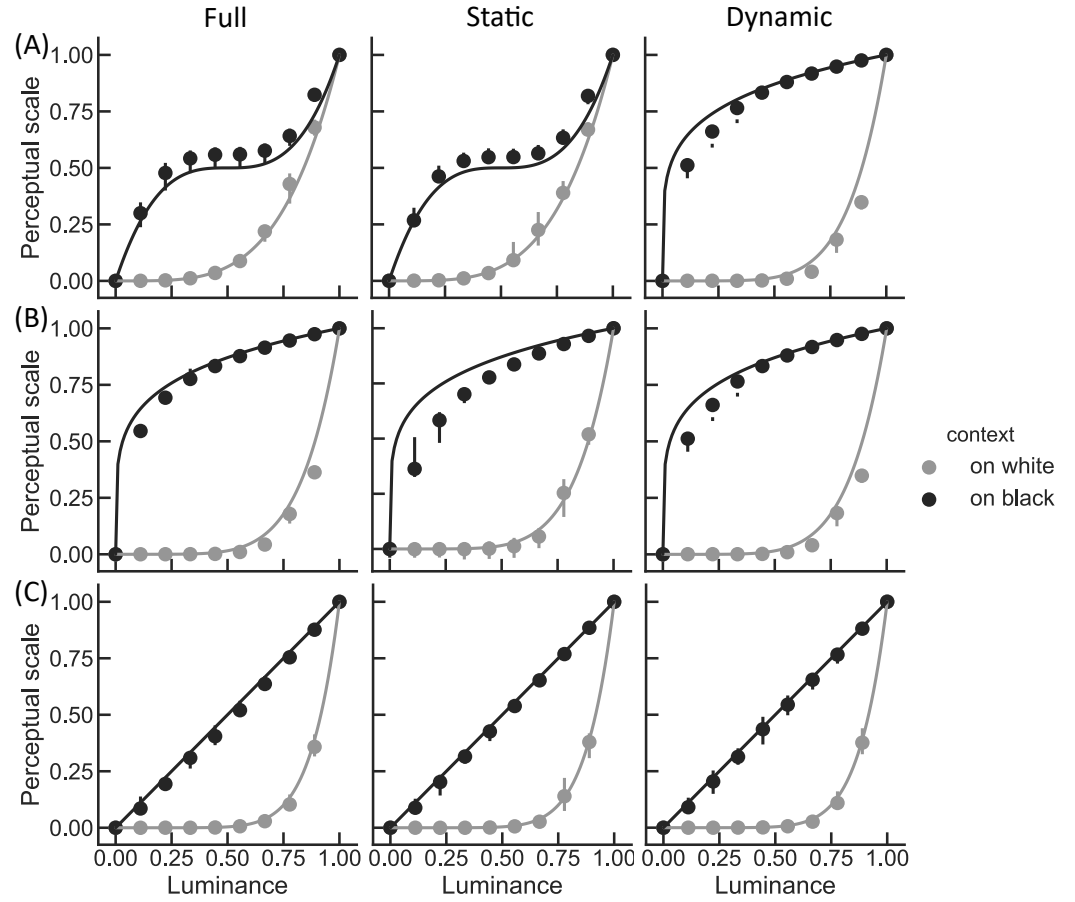 Full Static Dynamic
(A)
Perceptual scale
1.00
0.75
0.50
0.25
0.00
(B)
Perceptual scale
1.00
0.75
0.50
0.25
0.00
context
on white
on black
(C)
Perceptual scale
1.00
0.75
0.50
0.25
0.00
0.00 0.25 0.50 0.75 1.00 0.00 0.25 0.50 0.75 1.00 0.00 0.25 0.50 0.75 1.00
Luminance Luminance Luminance